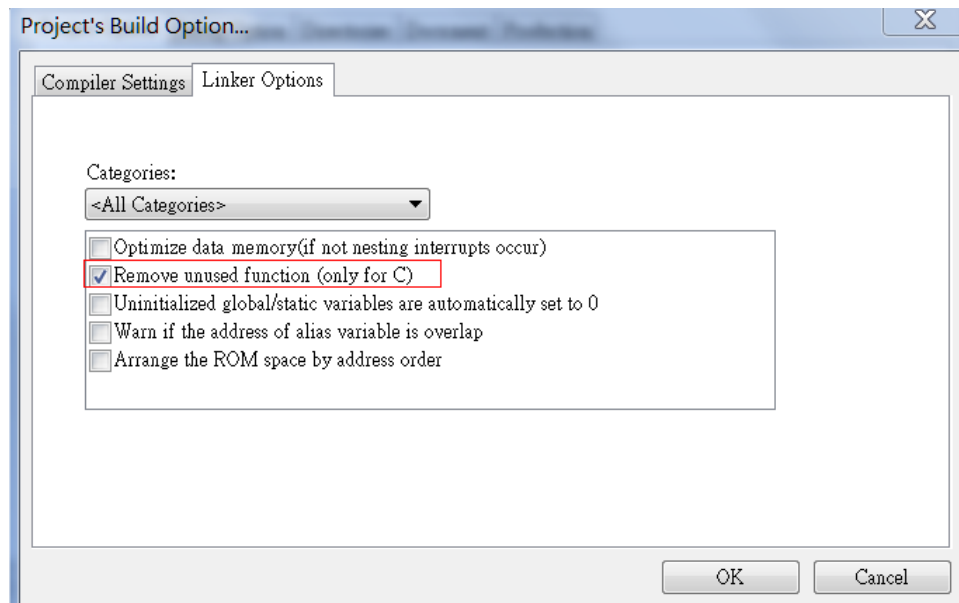 Project's Build Option...
Compiler Settings
Linker Options
Categories:
<All Categories>
Optimize data memory(if not nesting interrupts occur)
Remove unused function (only for C)
Uninitialized global/static variables are automatically set to 0
Warn if the address of alias variable is overlap
Arrange the ROM space by address order
OK
Cancel